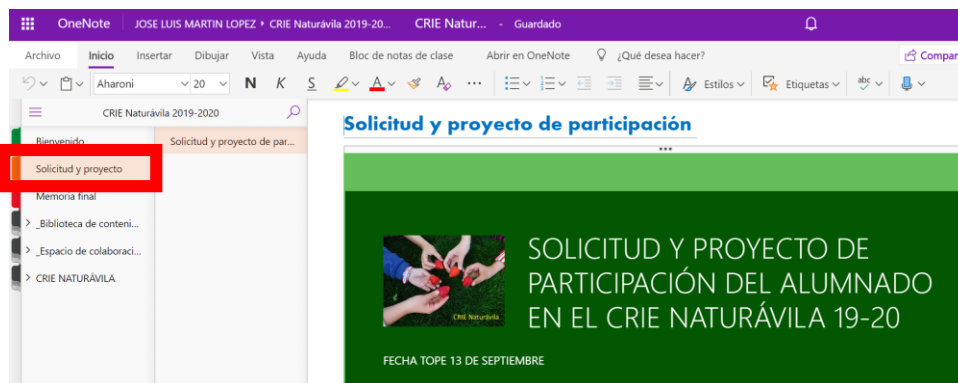 OneNote JOSE LUIS MARTIN LOPEZ ▸ CRIE Naturávila 2019-20... CRIE Natur... - Guardado
Archivo Inicio Insertar Dibujar Vista Ayuda Bloc de notas de clase Abrir en OneNote ¿Qué desea hacer? Compar
Aharoni 20 N K S A A Estilos Etiquetas abc
CRIE Naturávila 2019-2020
Bienvenido
Solicitud y proyecto
Memoria final
_Biblioteca de conteni...
_Espacio de colaboraci...
CRIE NATURÁVILA
Solicitud y proyecto de par...
Solicitud y proyecto de participación
CRIE Naturávila
SOLICITUD Y PROYECTO DE
PARTICIPACIÓN DEL ALUMNADO
EN EL CRIE NATURÁVILA 19-20
FECHA TOPE 13 DE SEPTIEMBRE